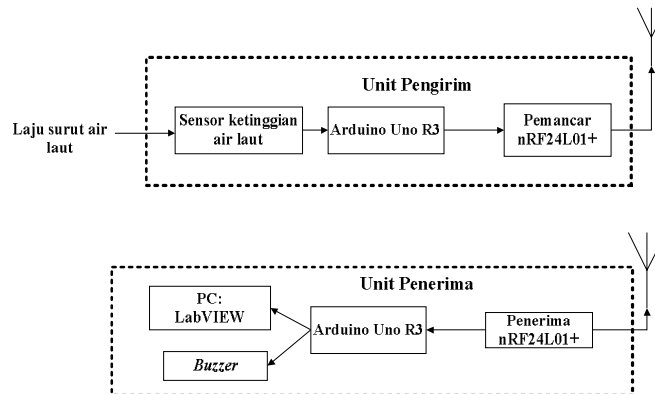 Unit Pengirim
Laju surut air
laut
Sensor ketinggian
air laut
Arduino Uno R3
Pemancar
nRF24L01+
Unit Penerima
PC:
LabVIEW
Buzzer
Arduino Uno R3
Penerima
nRF24L01+